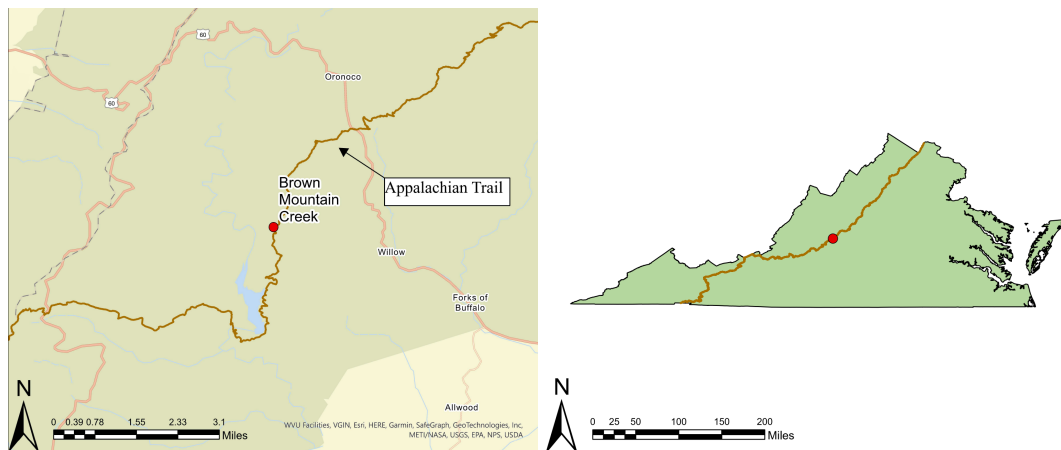 60
Oronoco
60
Appalachian Trail
Brown
Mountain
Creek
Willow
Forks of
Buffalo
Allwood
N
0 0.39 0.78 1.55 2.33 3.1
Miles
WVU Facilities, VGIN, Esri, HERE, Garmin, SafeGraph, GeoTechnologies, Inc,
METI/NASA, USGS, EPA, NPS, USDA
N
0 25 50 100 150 200
Miles